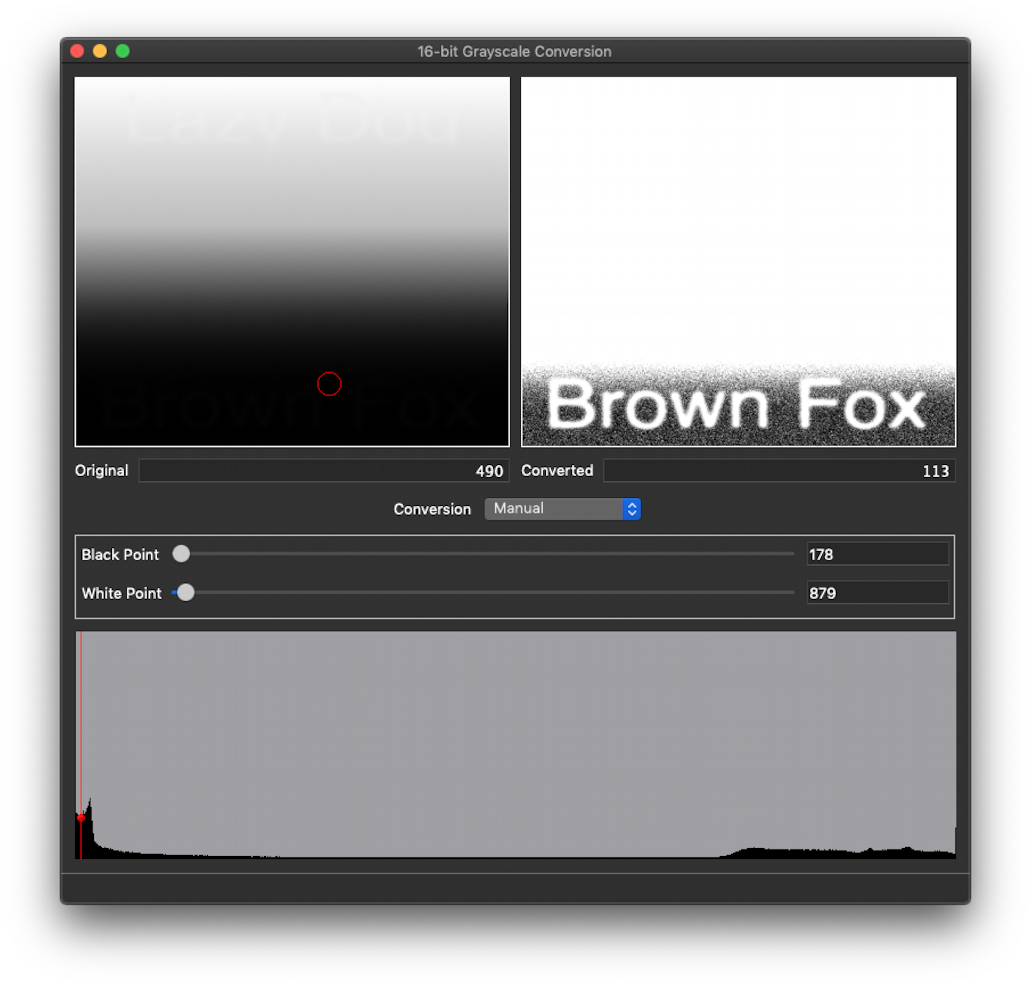 16-bit Grayscale Conversion
Lazy Dog
Brown Fox
Brown Fox
Original 490 Converted 113
Conversion Manual
Black Point 178
White Point 879